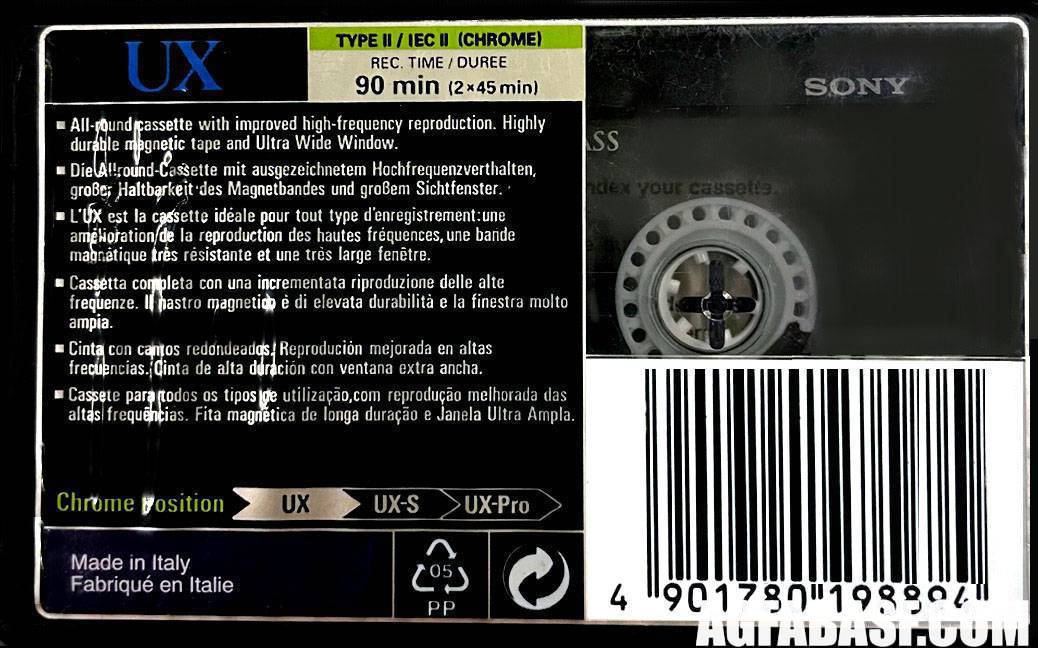 UX
TYPE II / IEC II (CHROME)
REC. TIME / DUREE
90 min (2×45 min)
All-round cassette with improved high-frequency reproduction. Highly
durable magnetic tape and Ultra Wide Window.
Die Allround-Cassette mit ausgezeichnetem Hochfrequenzverthalten,
großer Haltbarkeit des Magnetbandes und großem Sichtfenster.
L'UX est la cassette idéale pour tout type d'enregistrement:une
amélioration de la reproduction des hautes fréquences,une bande
magnétique très résistante et une très large fenêtre.
Cassetta completa con una incrementata riproduzione delle alte
frequenze. Il nastro magnetico è di elevata durabilità e la finestra molto
ampia.
Cinta con cantos redondeados. Reproducción mejorada en altas
frecuencias. Cinta de alta duración con ventana extra ancha.
Cassete para todos os tipos de utilização,com reprodução melhorada das
altas frequências. Fita magnética de longa duração e Janela Ultra Ampla.
Chrome Position UX UX-S UX-Pro
Made in Italy
Fabriqué en Italie
05
PP
SONY
ASS
index your cassette.
4 901780 198894
AGFABASF.COM